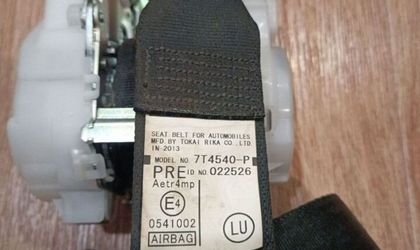 SEAT BELT FOR AUTOMOBILES
MFD. BY TOKAI RIKA CO., LTD.
IN 2013
MODEL NO. 7T4540-P
PRE ID NO. 022526
Aetr4mp
E4
0541002
AIRBAG
LU